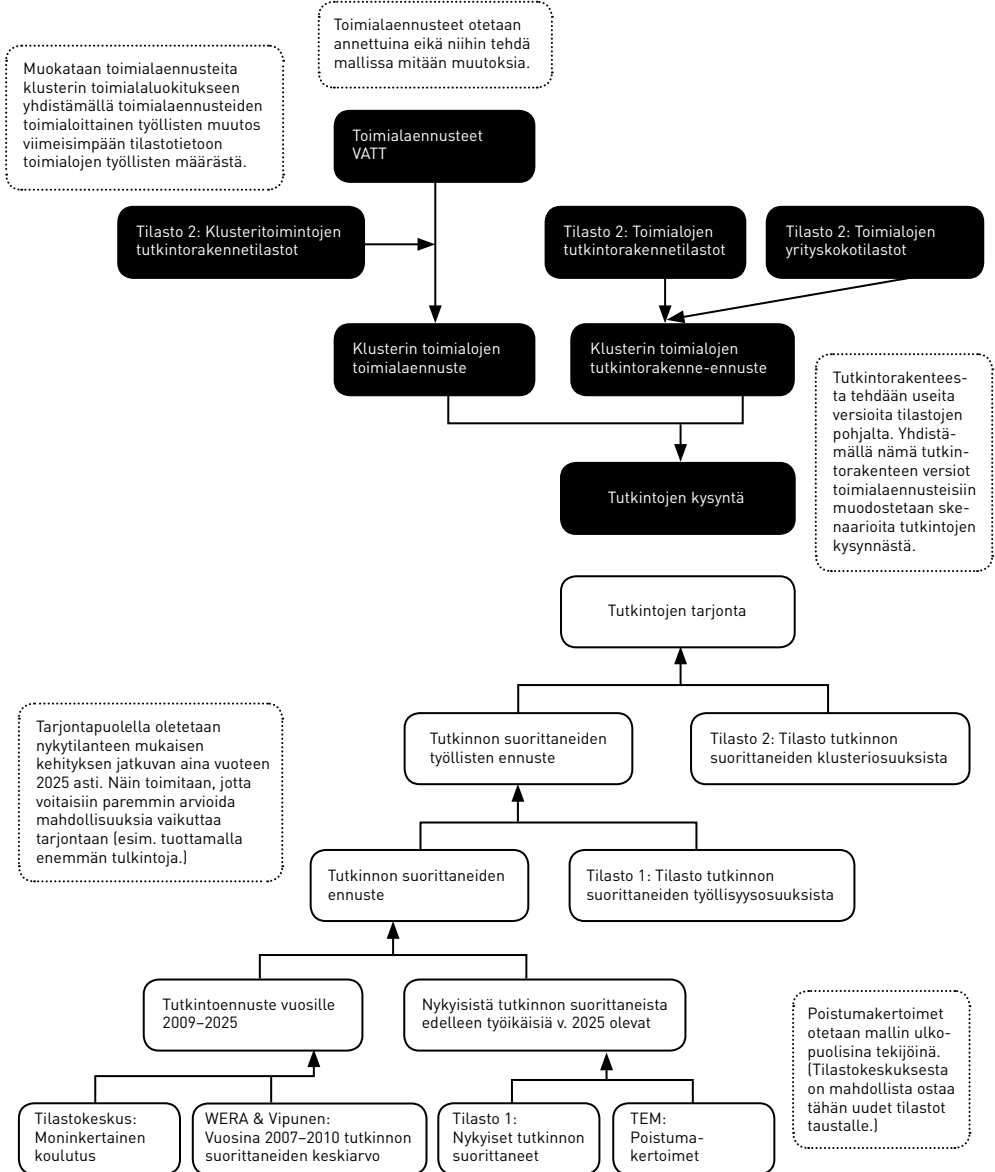 Toimialaennusteet otetaan
annettuina eikä niihin tehdä
mallissa mitään muutoksia.
Muokataan toimialaennusteita
klusterin toimialaluokitukseen
yhdistämällä toimialaennusteiden
toimialoittainen työllisten muutos
viimeisimpään tilastotietoon
toimialojen työllisten määrästä.
Toimialaennusteet
VATT
Tilasto 2: Klusteritoimintojen
tutkintorakennetilastot
Tilasto 2: Toimialojen
tutkintorakennetilastot
Tilasto 2: Toimialojen
yrityskokotilastot
Klusterin toimialojen
toimialaennuste
Klusterin toimialojen
tutkintorakenne-ennuste
Tutkintorakentees-
ta tehdään useita
versioita tilastojen
pohjalta. Yhdistä-
mällä nämä tutkin-
torakenteen versiot
toimialaennusteisiin
muodostetaan ske-
naarioita tutkintojen
kysynnästä.
Tutkintojen kysyntä
Tutkintojen tarjonta
Tarjontapuolella oletetaan
nykytilanteen mukaisen
kehityksen jatkuvan aina vuoteen
2025 asti. Näin toimitaan, jotta
voitaisiin paremmin arvioida
mahdollisuuksia vaikuttaa
tarjontaan (esim. tuottamalla
enemmän tulkintoja.)
Tutkinnon suorittaneiden
työllisten ennuste
Tilasto 2: Tilasto tutkinnon
suorittaneiden klusteriosuuksista
Tutkinnon suorittaneiden
ennuste
Tilasto 1: Tilasto tutkinnon
suorittaneiden työllisyysosuuksista
Tutkintoennuste vuosille
2009–2025
Nykyisistä tutkinnon suorittaneista
edelleen työikäisiä v. 2025 olevat
Poistumakertoimet
otetaan mallin ulko-
puolisina tekijöinä.
(Tilastokeskuksesta
on mahdollista ostaa
tähän uudet tilastot
taustalle.)
Tilastokeskus:
Moninkertainen
koulutus
WERA & Vipunen:
Vuosina 2007–2010 tutkinnon
suorittaneiden keskiarvo
Tilasto 1:
Nykyiset tutkinnon
suorittaneet
TEM:
Poistuma-
kertoimet